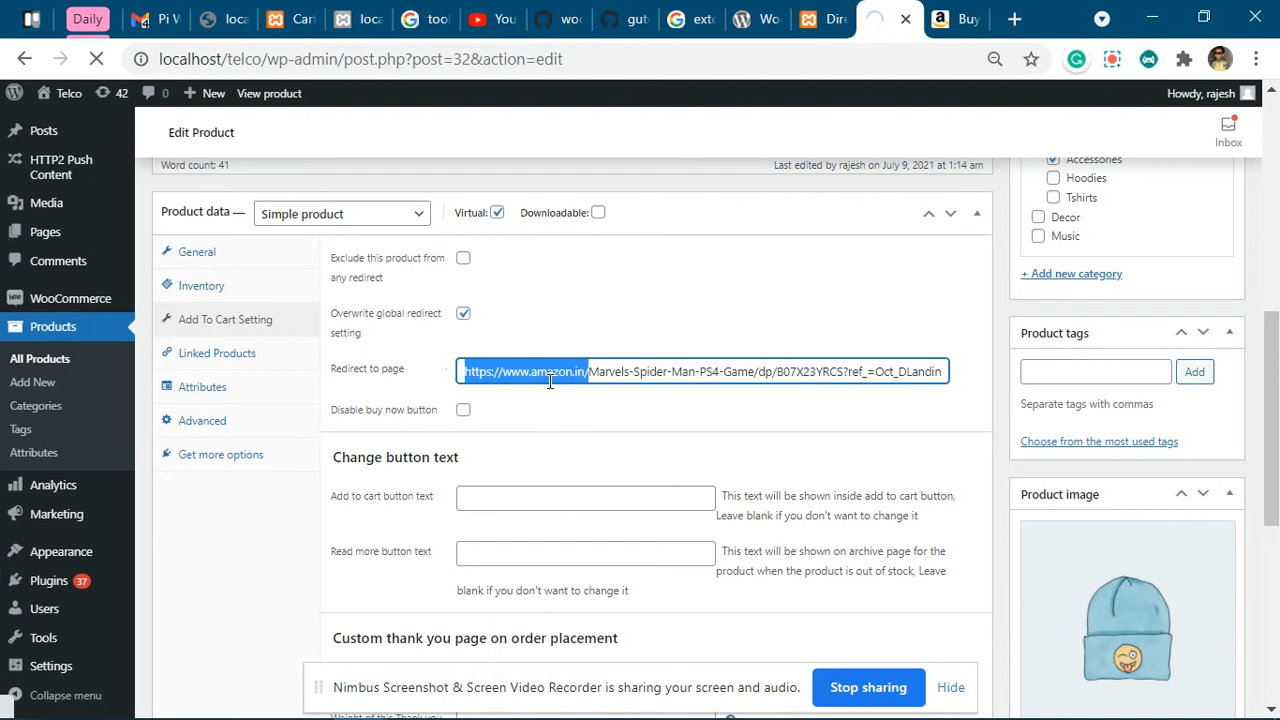 Daily
Pi W
loca
Cart
loca
tool
You
woc
gute
exte
Wo
Dire
Buy
localhost/telco/wp-admin/post.php?post=32&action=edit
Telco
42
0
+ New
View product
Howdy, rajesh
Posts
HTTP2 Push
Content
Media
Pages
Comments
WooCommerce
Products
All Products
Add New
Categories
Tags
Attributes
Analytics
Marketing
Appearance
Plugins 37
Users
Tools
Settings
Collapse menu
Edit Product
Inbox
Word count: 41
Last edited by rajesh on July 9, 2021 at 1:14 am
Product data —
Simple product
Virtual:
Downloadable:
General
Inventory
Add To Cart Setting
Linked Products
Attributes
Advanced
Get more options
Exclude this product from
any redirect
Overwrite global redirect
setting
Redirect to page
https://www.amazon.in/Marvels-Spider-Man-PS4-Game/dp/B07X23YRCS?ref_=Oct_DLandin
Disable buy now button
Change button text
Add to cart button text
This text will be shown inside add to cart button,
Leave blank if you don't want to change it
Read more button text
This text will be shown on archive page for the
product when the product is out of stock, Leave
blank if you don't want to change it
Custom thank you page on order placement
Weight of this Thank you
Accessories
Hoodies
Tshirts
Decor
Music
+ Add new category
Product tags
Add
Separate tags with commas
Choose from the most used tags
Product image
Nimbus Screenshot & Screen Video Recorder is sharing your screen and audio.
Stop sharing
Hide